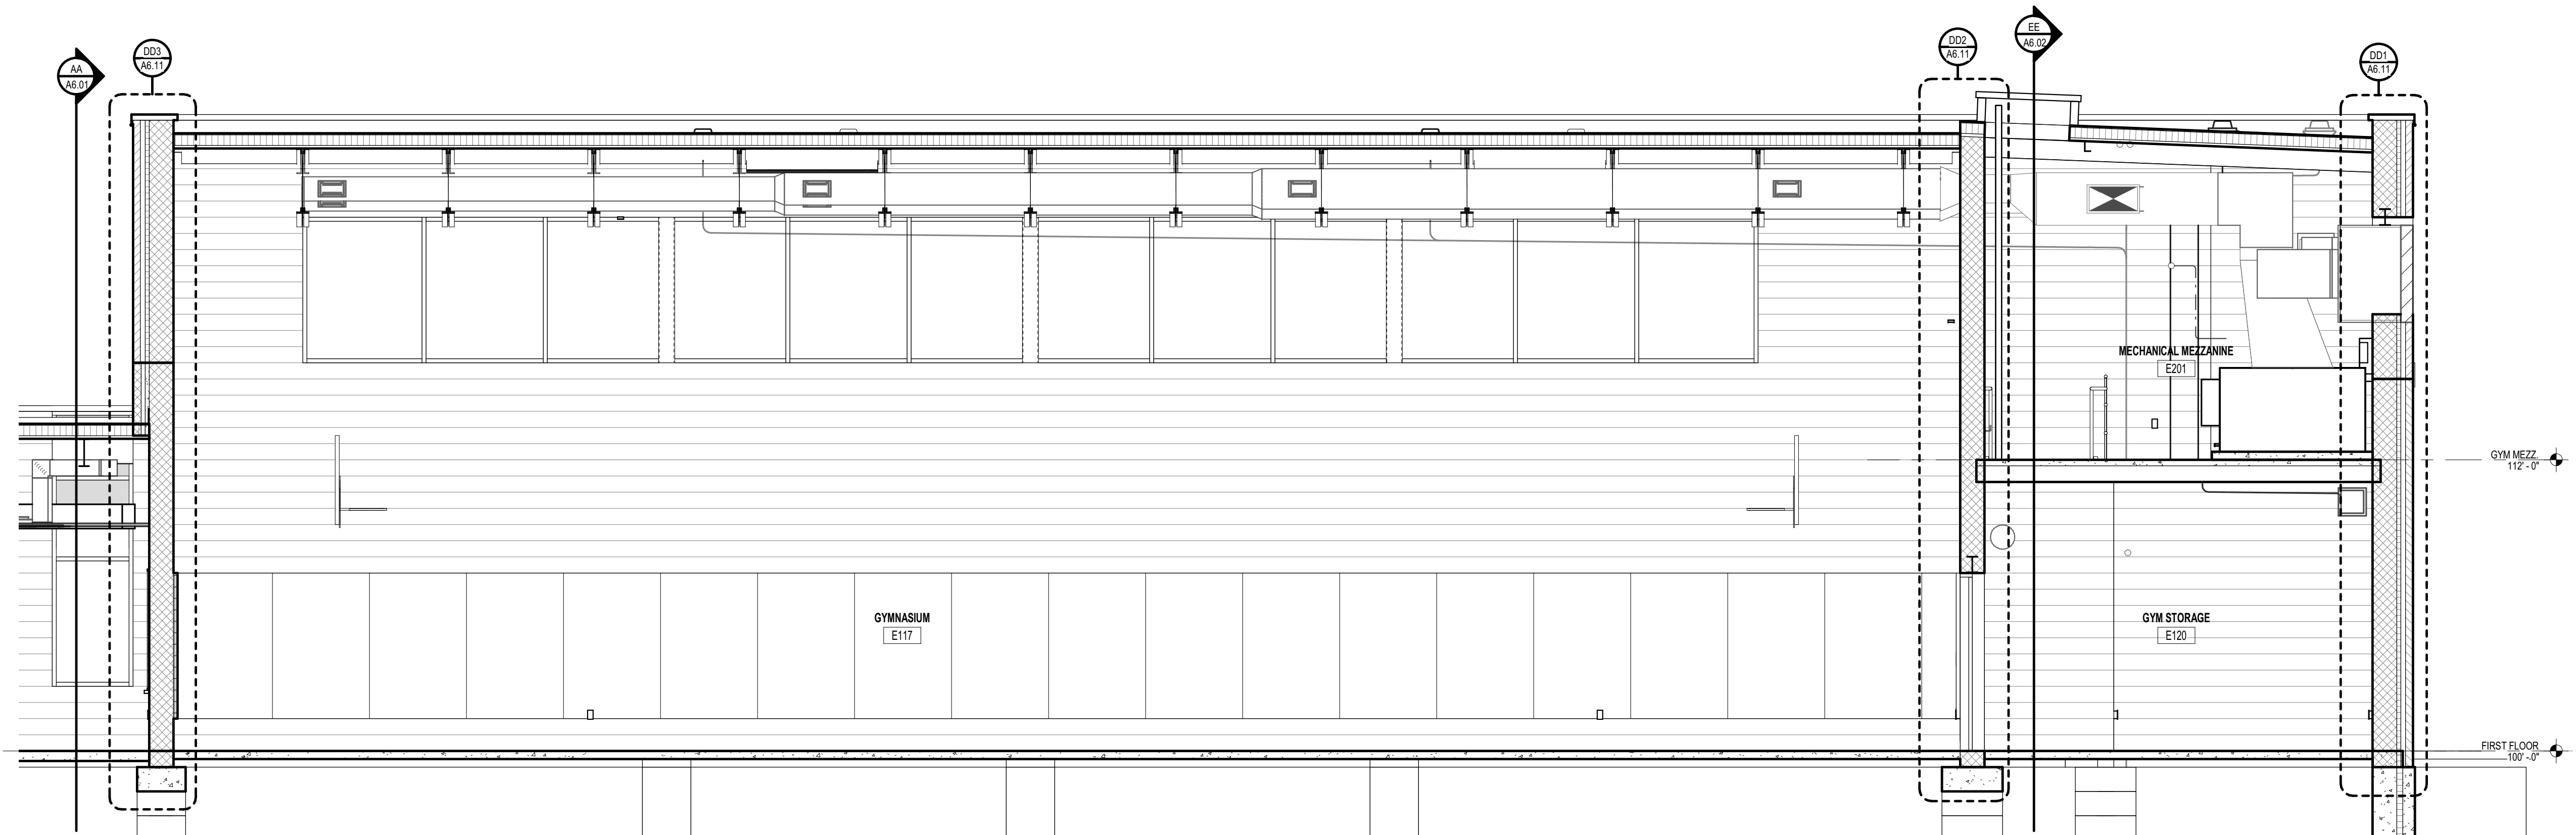 AA
A6.01
DD3
A6.11
DD2
A6.11
EE
A6.02
DD1
A6.11
MECHANICAL MEZZANINE
E201
GYM MEZZ.
112' - 0"
GYMNASIUM
E117
GYM STORAGE
E120
FIRST FLOOR
100' - 0"